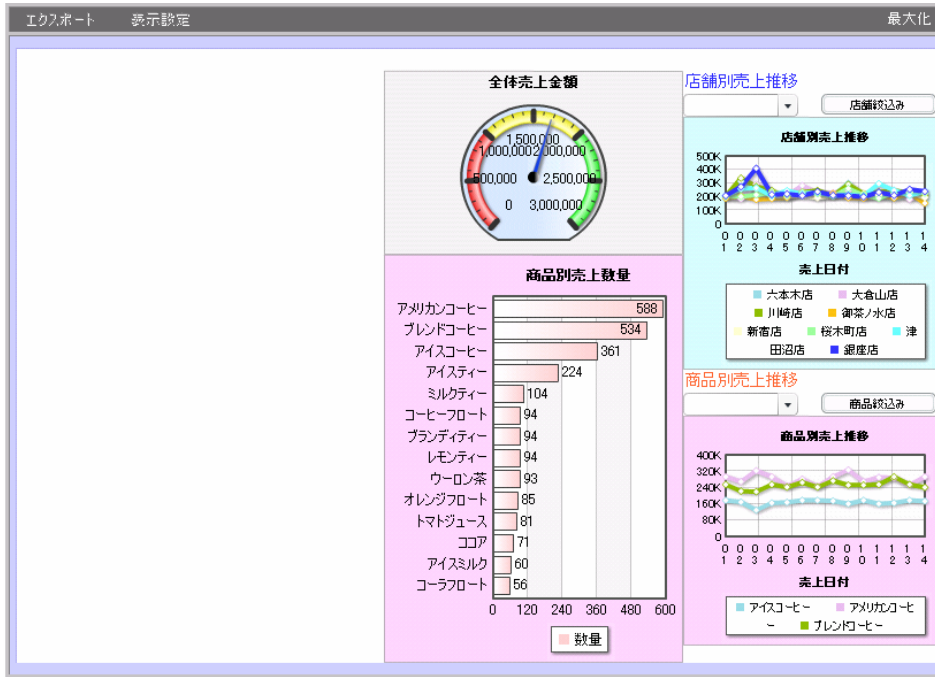 エクスポート 表示設定 最大化
全体売上金額
1,500,000
1,000,000 2,000,000
500,000 2,500,000
0 3,000,000
商品別売上数量
アメリカンコーヒー 588
ブレンドコーヒー 534
アイスコーヒー 361
アイスティー 224
ミルクティー 104
コーヒーフロート 94
ブランディティー 94
レモンティー 94
ウーロン茶 93
オレンジフロート 85
トマトジュース 81
ココア 71
アイスミルク 60
コーラフロート 56
0 120 240 360 480 600
数量
店舗別売上推移
店舗絞込み
店舗別売上推移
500K
400K
300K
200K
100K
0
0 0 0 0 0 0 0 0 0 1 1 1 1 1
1 2 3 4 5 6 7 8 9 0 1 2 3 4
売上日付
六本木店 大倉山店
川崎店 御茶ノ水店
新宿店 桜木町店 津
田沼店 銀座店
商品別売上推移
商品絞込み
商品別売上推移
400K
320K
240K
160K
80K
0
0 0 0 0 0 0 0 0 0 1 1 1 1 1
1 2 3 4 5 6 7 8 9 0 1 2 3 4
売上日付
アイスコーヒー アメリカンコーヒ
ー ブレンドコーヒー